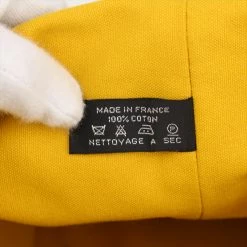 MADE IN FRANCE
100% COTON
P
NETTOYAGE A SEC